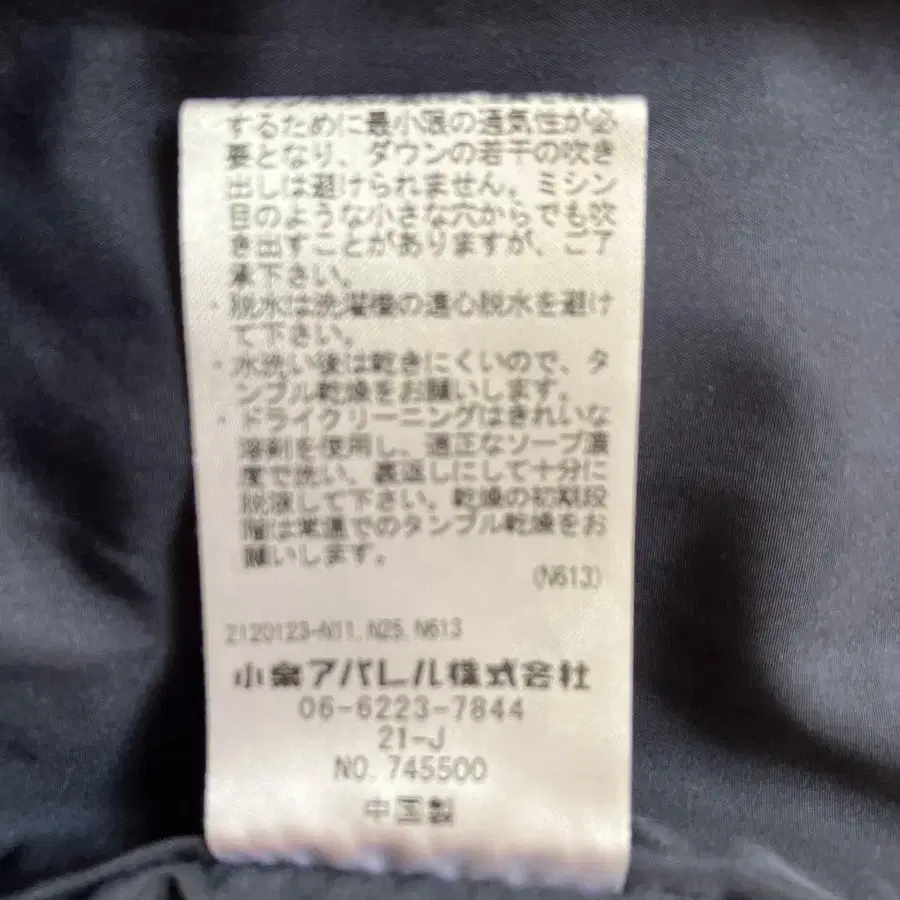 するために最小限の通気性が必
要となり、ダウンの若干の吹き
出しは避けられません。ミシン
目のような小さな穴からでも吹
き出すことがありますが、ご了
承下さい。
・脱水は洗濯後の遠心脱水を避け
て下さい。
・水洗い後は乾きにくいので、タ
ンブル乾燥をお願いします。
・ドライクリーニングはきれいな
溶剤を使用し、適正なソープ濃
度で洗い、裏返しにして十分に
脱液して下さい。乾燥の初期段
階は常温でのタンブル乾燥をお
願いします。
(N613)
2120123-N11, N25, N613
小泉アパレル株式会社
06-6223-7844
21-J
NO. 745500
中国製